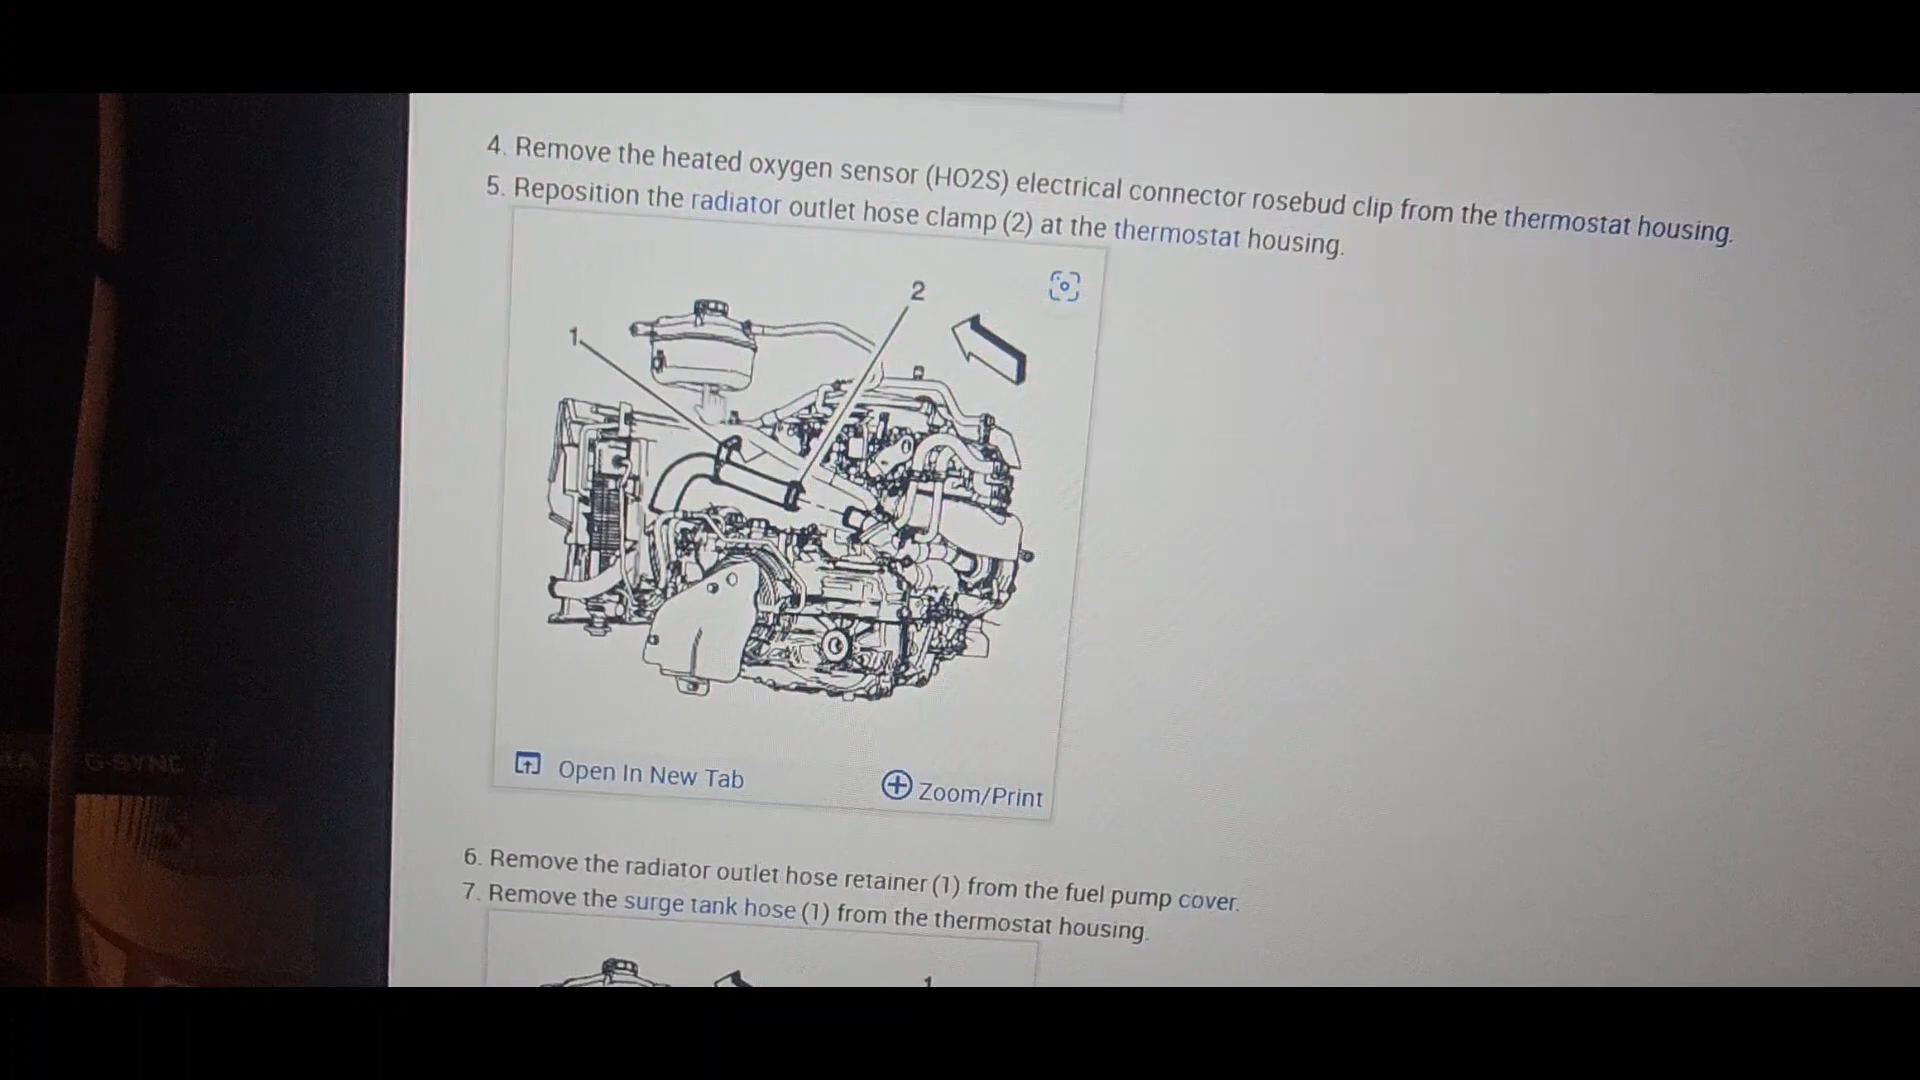 4. Remove the heated oxygen sensor (HO2S) electrical connector rosebud clip from the thermostat housing.
5. Reposition the radiator outlet hose clamp (2) at the thermostat housing.
2
1
Open In New Tab
Zoom/Print
6. Remove the radiator outlet hose retainer (1) from the fuel pump cover.
7. Remove the surge tank hose (1) from the thermostat housing.
1
G-SYNC